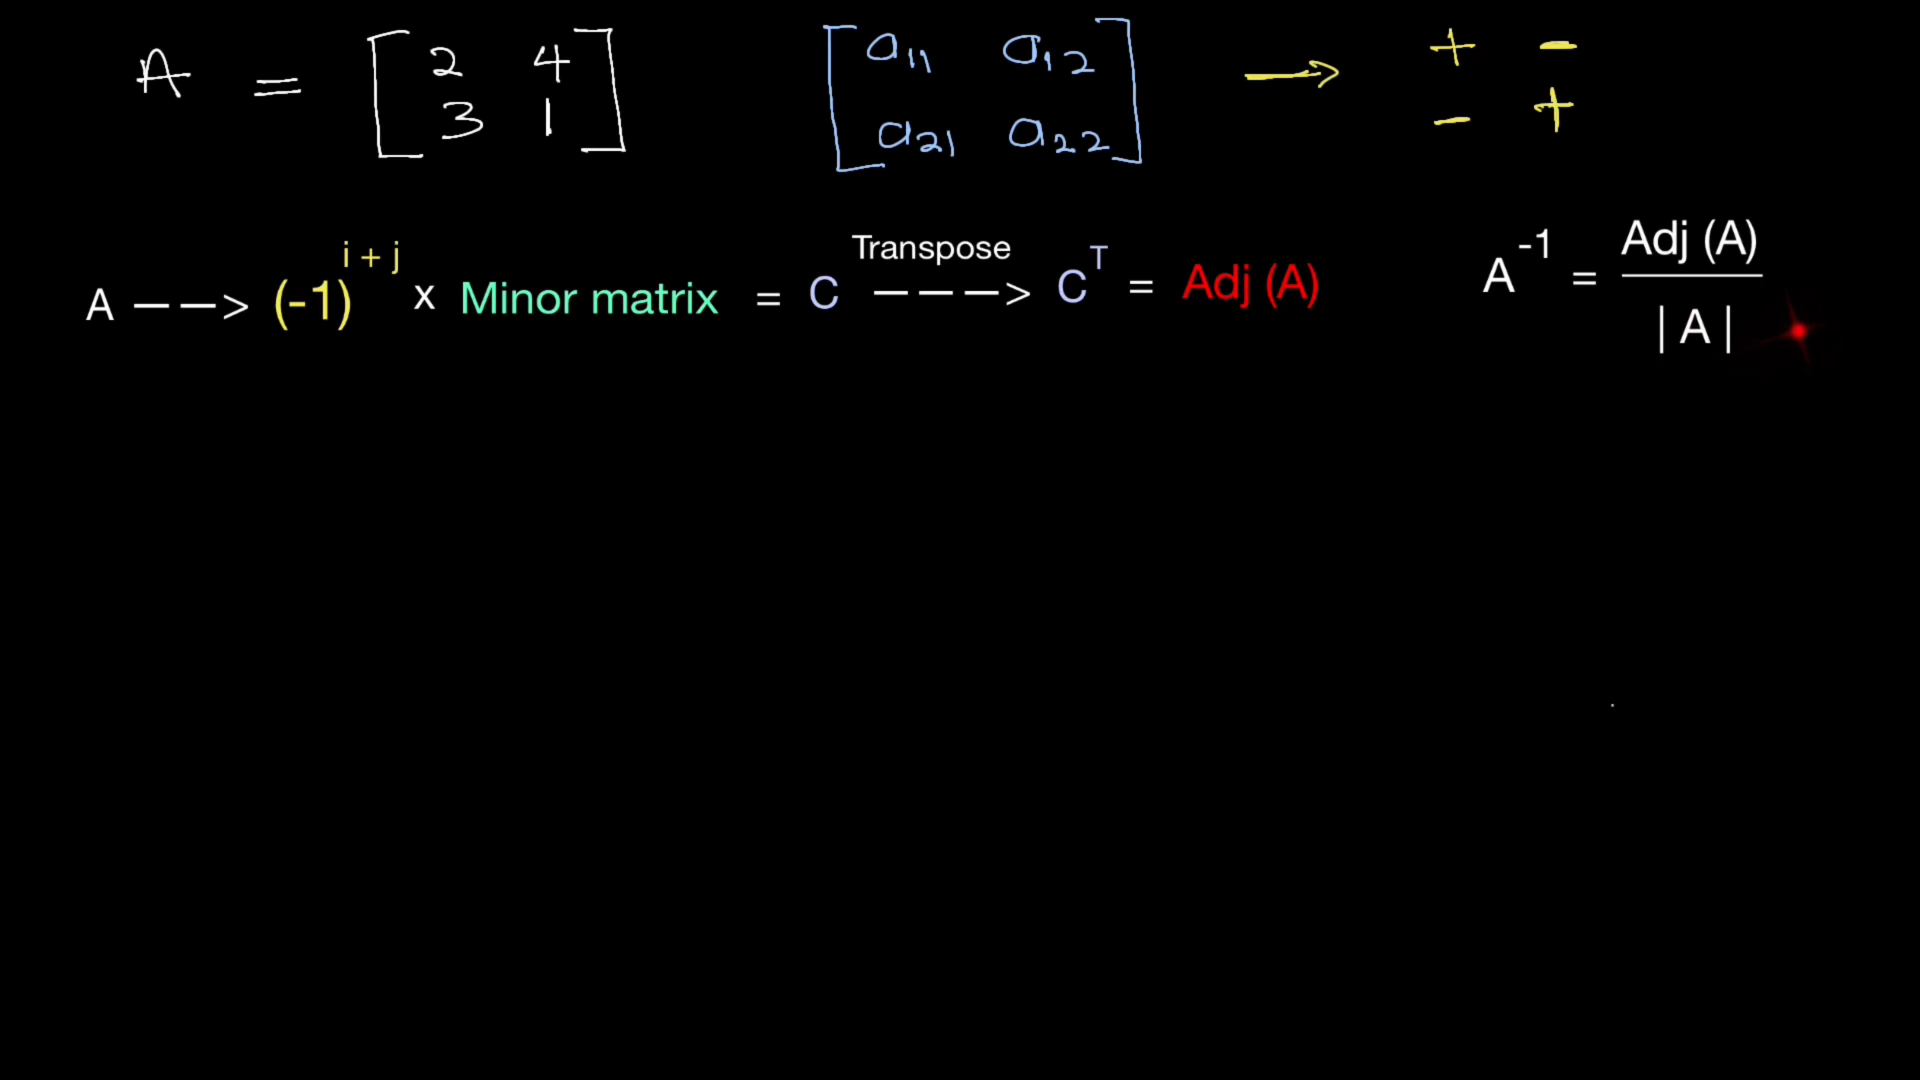 A = [ 2 4 ] [ a11 a12 ] → + -
[ 3 1 ] [ a21 a22 ] - +
A — —> (-1)^i + j x Minor matrix = C Transpose — — —> C^T = Adj (A)
A^-1 = Adj (A)
| A |